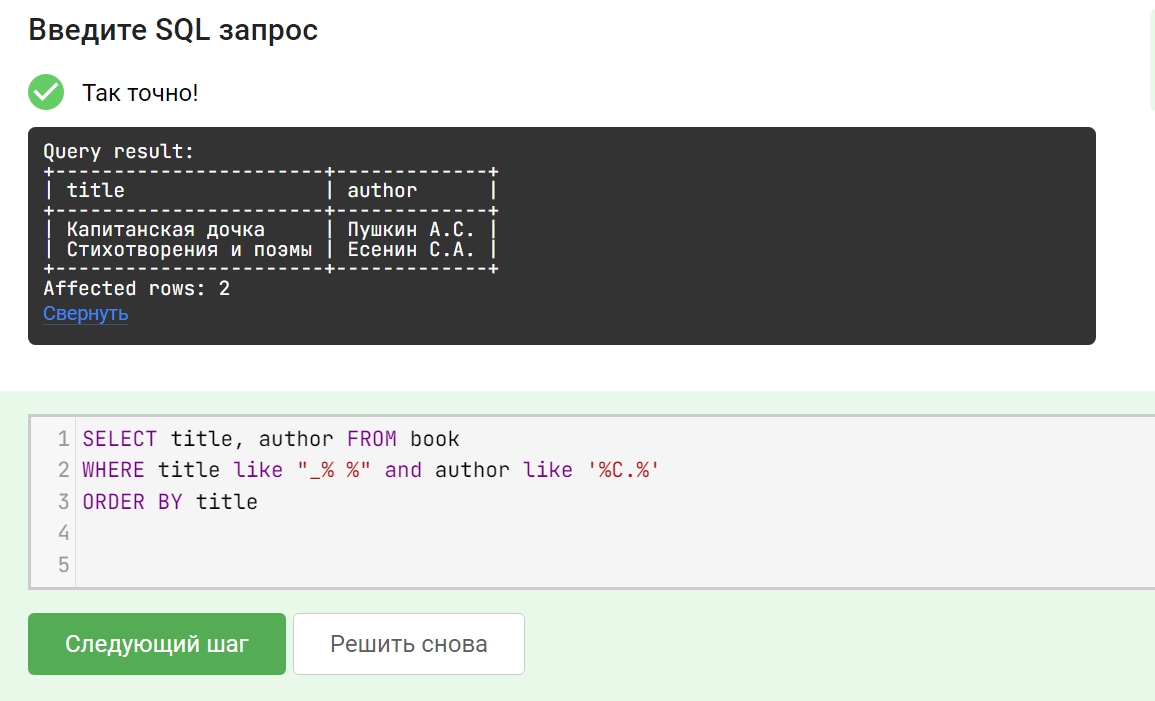 Введите SQL запрос
Так точно!
Query result:
+-----------------------+-------------+
| title                 | author      |
+-----------------------+-------------+
| Капитанская дочка     | Пушкин А.С. |
| Стихотворения и поэмы | Есенин С.А. |
+-----------------------+-------------+
Affected rows: 2
Свернуть
1 SELECT title, author FROM book
2 WHERE title like "_% %" and author like '%С.%'
3 ORDER BY title
4
5
Следующий шаг
Решить снова